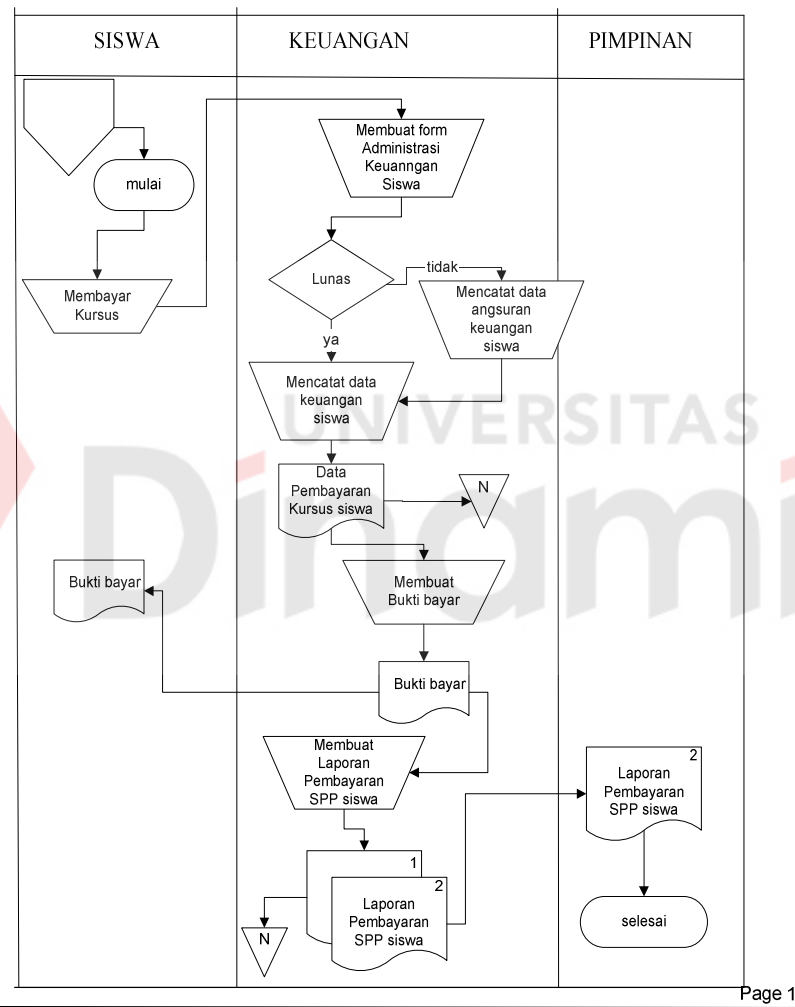 SISWA
KEUANGAN
PIMPINAN
mulai
Membayar
Kursus
Membuat form
Administrasi
Keuanngan
Siswa
Lunas
tidak
ya
Mencatat data
angsuran
keuangan
siswa
Mencatat data
keuangan
siswa
Data
Pembayaran
Kursus siswa
N
Membuat
Bukti bayar
Bukti bayar
Bukti bayar
Membuat
Laporan
Pembayaran
SPP siswa
1
2
Laporan
Pembayaran
SPP siswa
N
2
Laporan
Pembayaran
SPP siswa
selesai
Page 1
UNIVERSITAS
Dinami